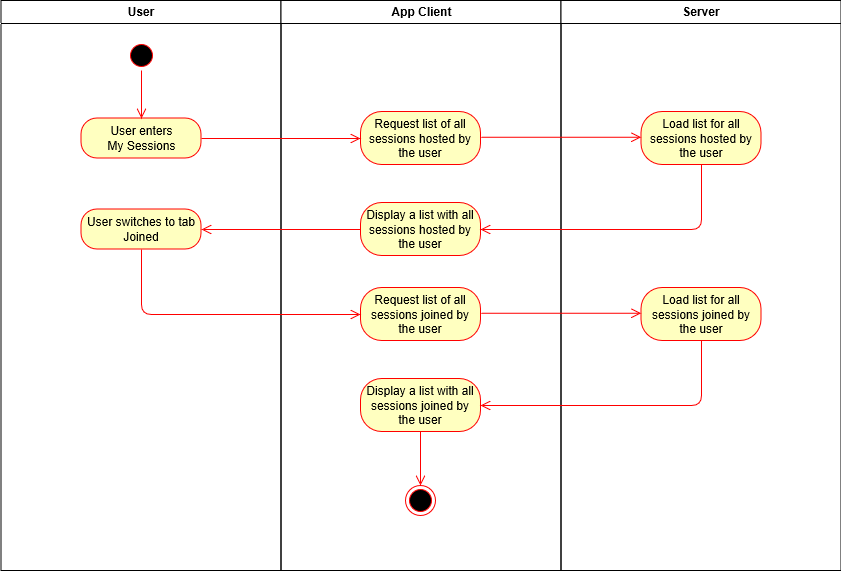 User
App Client
Server
User enters
My Sessions
Request list of all
sessions hosted by
the user
Load list for all
sessions hosted by
the user
User switches to tab
Joined
Display a list with all
sessions hosted by
the user
Request list of all
sessions joined by
the user
Load list for all
sessions joined by
the user
Display a list with all
sessions joined by
the user